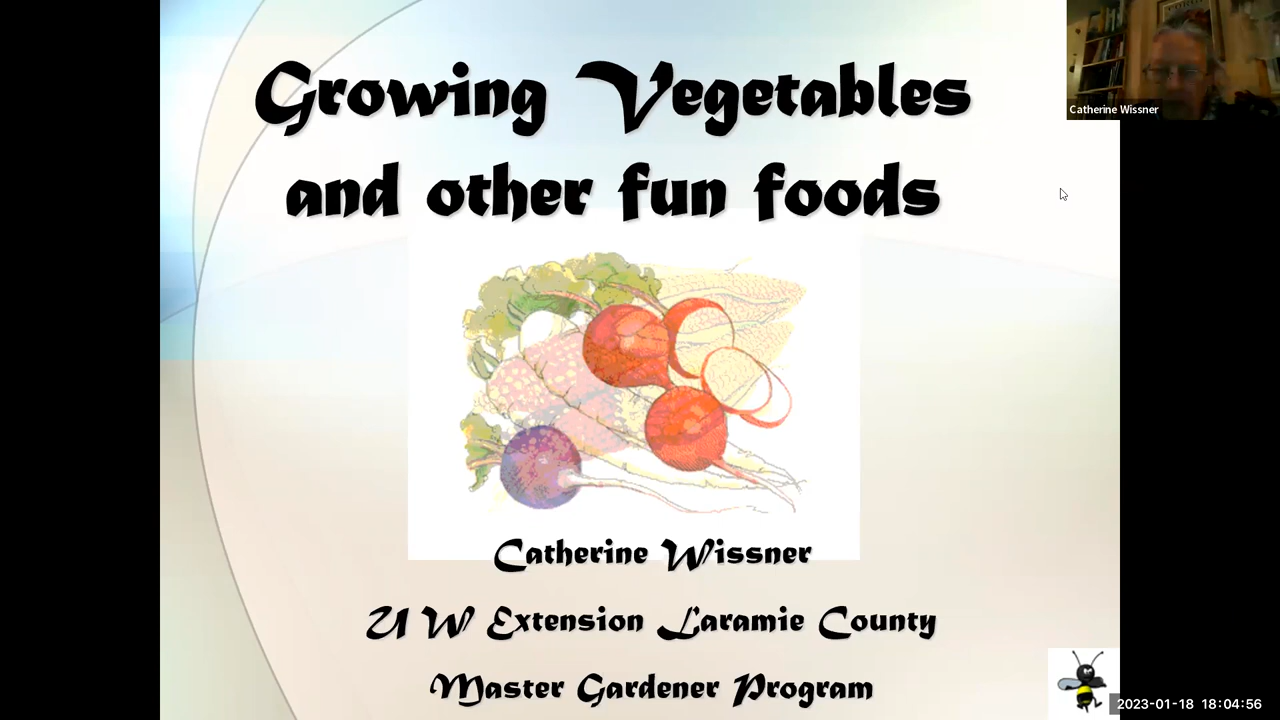 Growing Vegetables
and other fun foods
Catherine Wissner
Catherine Wissner
U W Extension Laramie County
Master Gardener Program
2023-01-18 18:04:56